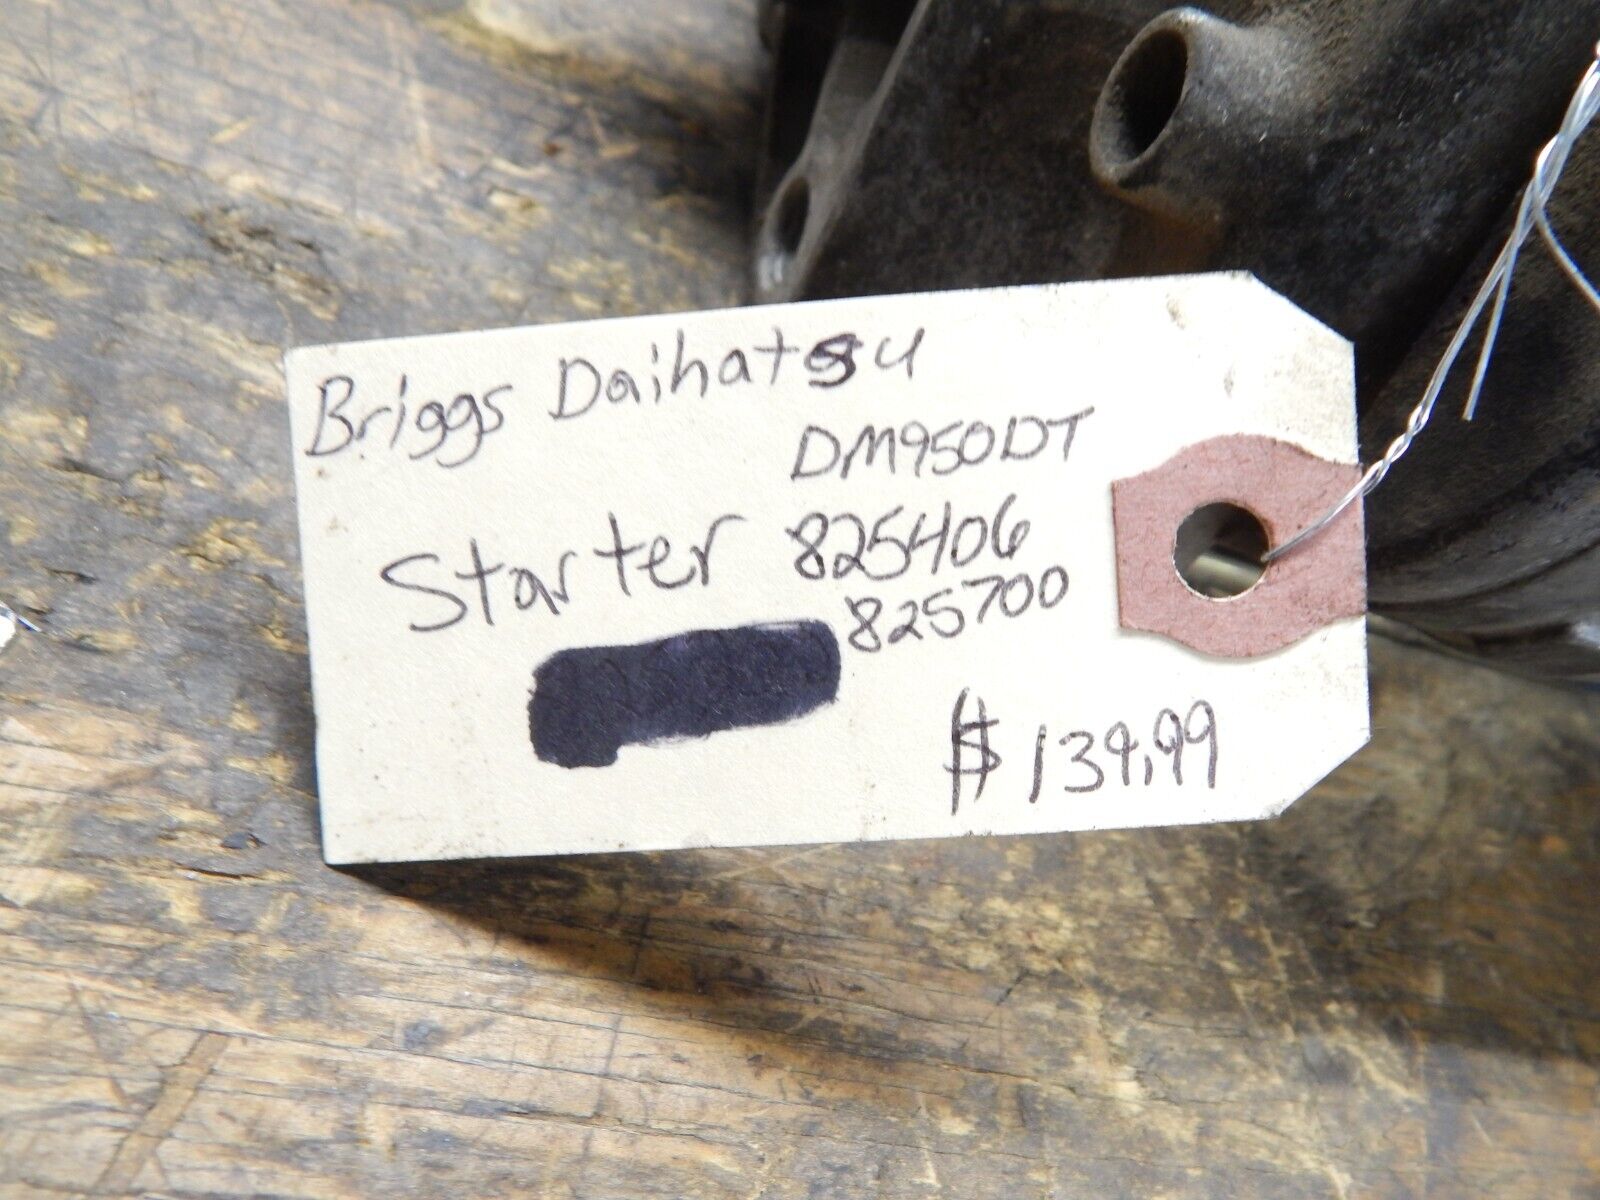 Briggs Daihatsu
DM950DT
Starter 825406
825700
$139.99